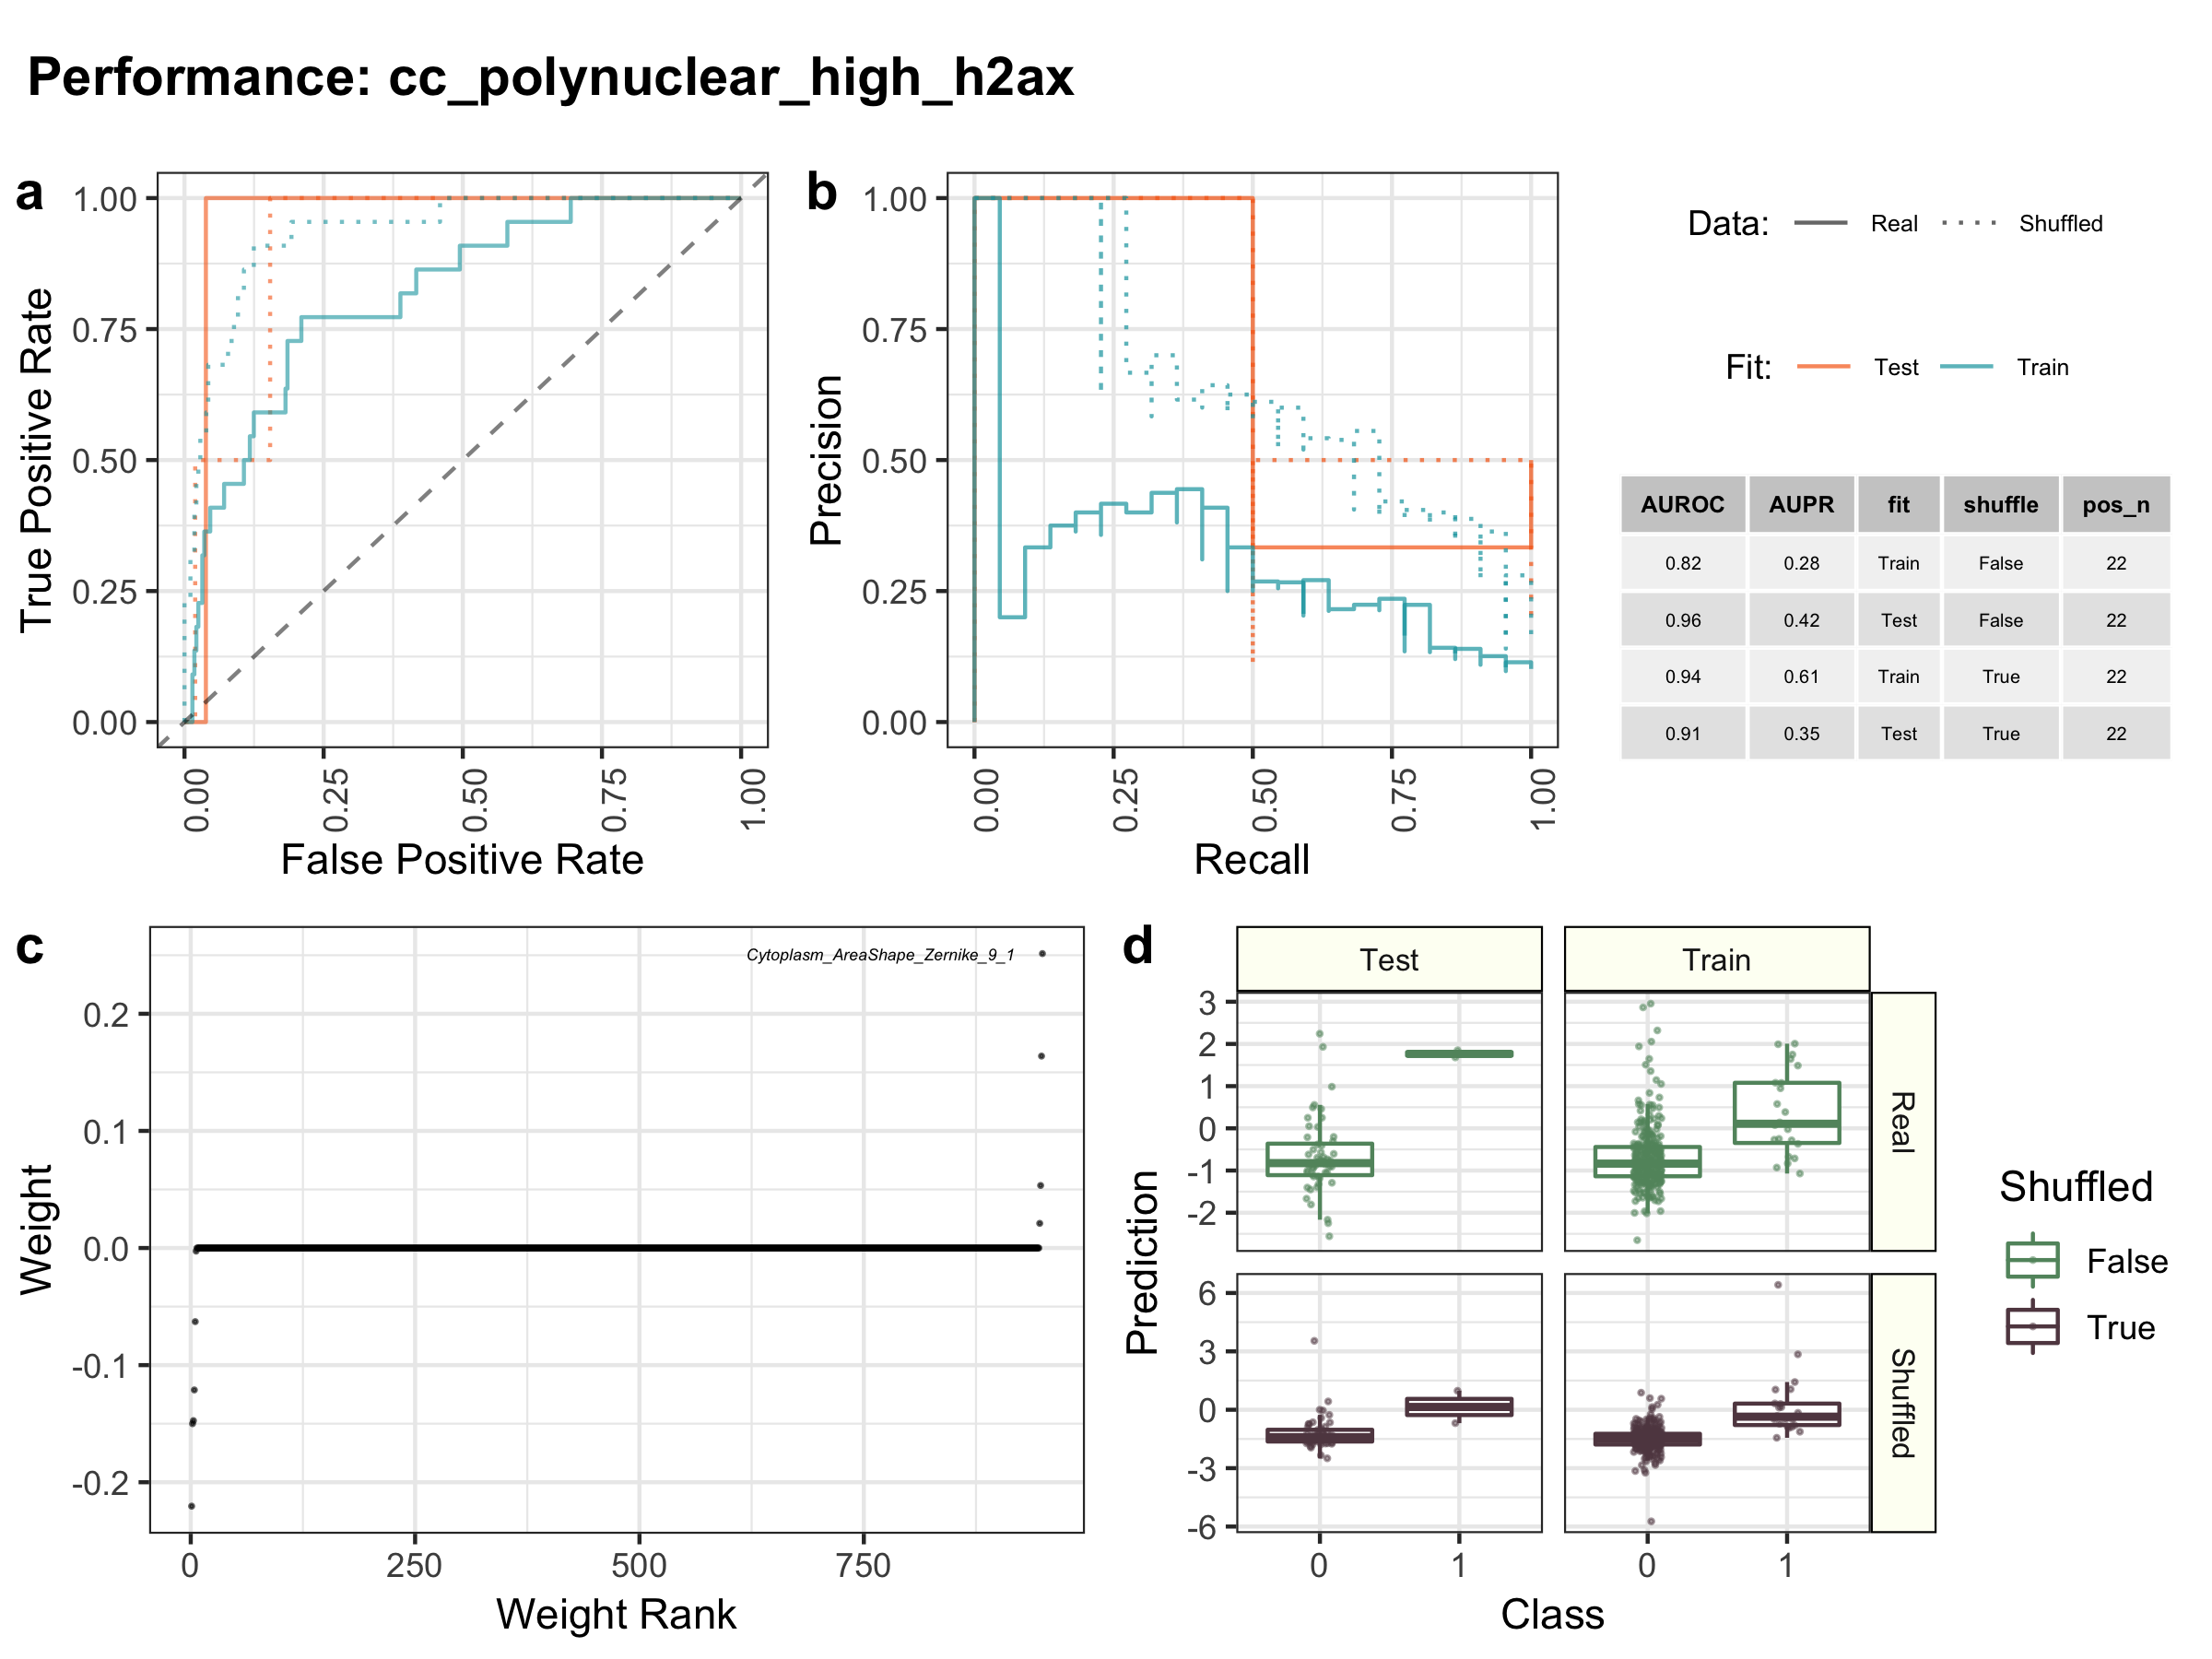 Performance: cc_polynuclear_high_h2ax
a
1.00
0.75
0.50
0.25
0.00
True Positive Rate
0.00
0.25
0.50
0.75
1.00
False Positive Rate
b
1.00
0.75
0.50
0.25
0.00
Precision
0.00
0.25
0.50
0.75
1.00
Recall
Data: Real Shuffled
Fit: Test Train
AUROC AUPR fit shuffle pos_n
0.82 0.28 Train False 22
0.96 0.42 Test False 22
0.94 0.61 Train True 22
0.91 0.35 Test True 22
c
Cytoplasm_AreaShape_Zernike_9_1
0.2
0.1
0.0
-0.1
-0.2
Weight
0 250 500 750
Weight Rank
d
Test Train
3
2
1
0
-1
-2
Real
6
3
0
-3
-6
Shuffled
Prediction
0 1 0 1
Class
Shuffled
False
True